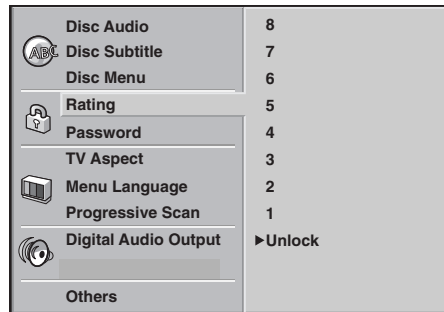 Disc Audio
Disc Subtitle
Disc Menu
Rating
Password
TV Aspect
Menu Language
Progressive Scan
Digital Audio Output
Others
8
7
6
5
4
3
2
1
▶Unlock
ABC